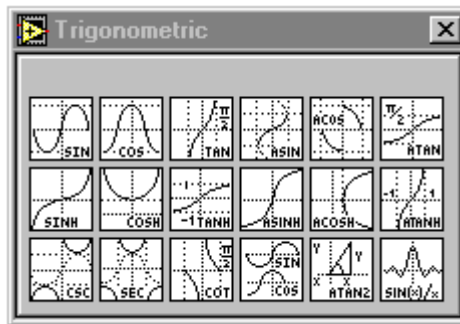 Trigonometric
SIN COS π/2 TAN ASIN ACOS π/2 ATAN
SINH COSH -1 -1 TANH ASINH ACOSH -1 1 ATANH
CSC SEC π/2 COT SIN COS Y Y X X ATAN2 SIN(x)/x